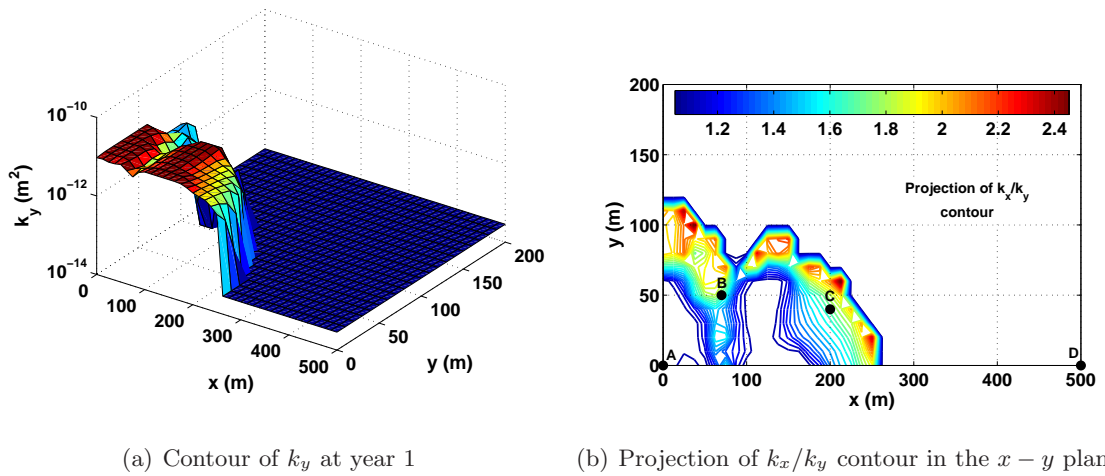 10^{-10}
10^{-12}
10^{-14}
k_y (m^2)
0
100
200
300
400
500
x (m)
0
50
100
150
200
y (m)
(a) Contour of k_y at year 1
200
150
100
50
0
y (m)
1.2 1.4 1.6 1.8 2 2.2 2.4
Projection of k_x/k_y
contour
B
C
A
D
0 100 200 300 400 500
x (m)
(b) Projection of k_x/k_y contour in the x − y plan